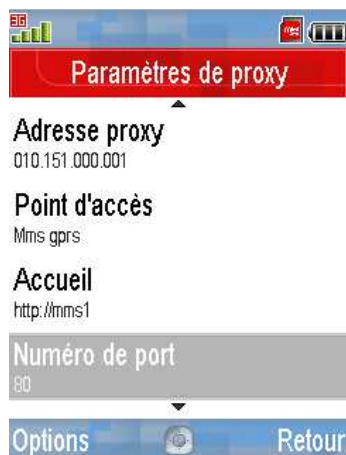 3G
Paramètres de proxy
Adresse proxy
010.151.000.001
Point d'accès
Mms gprs
Accueil
http://mms1
Numéro de port
80
Options Retour